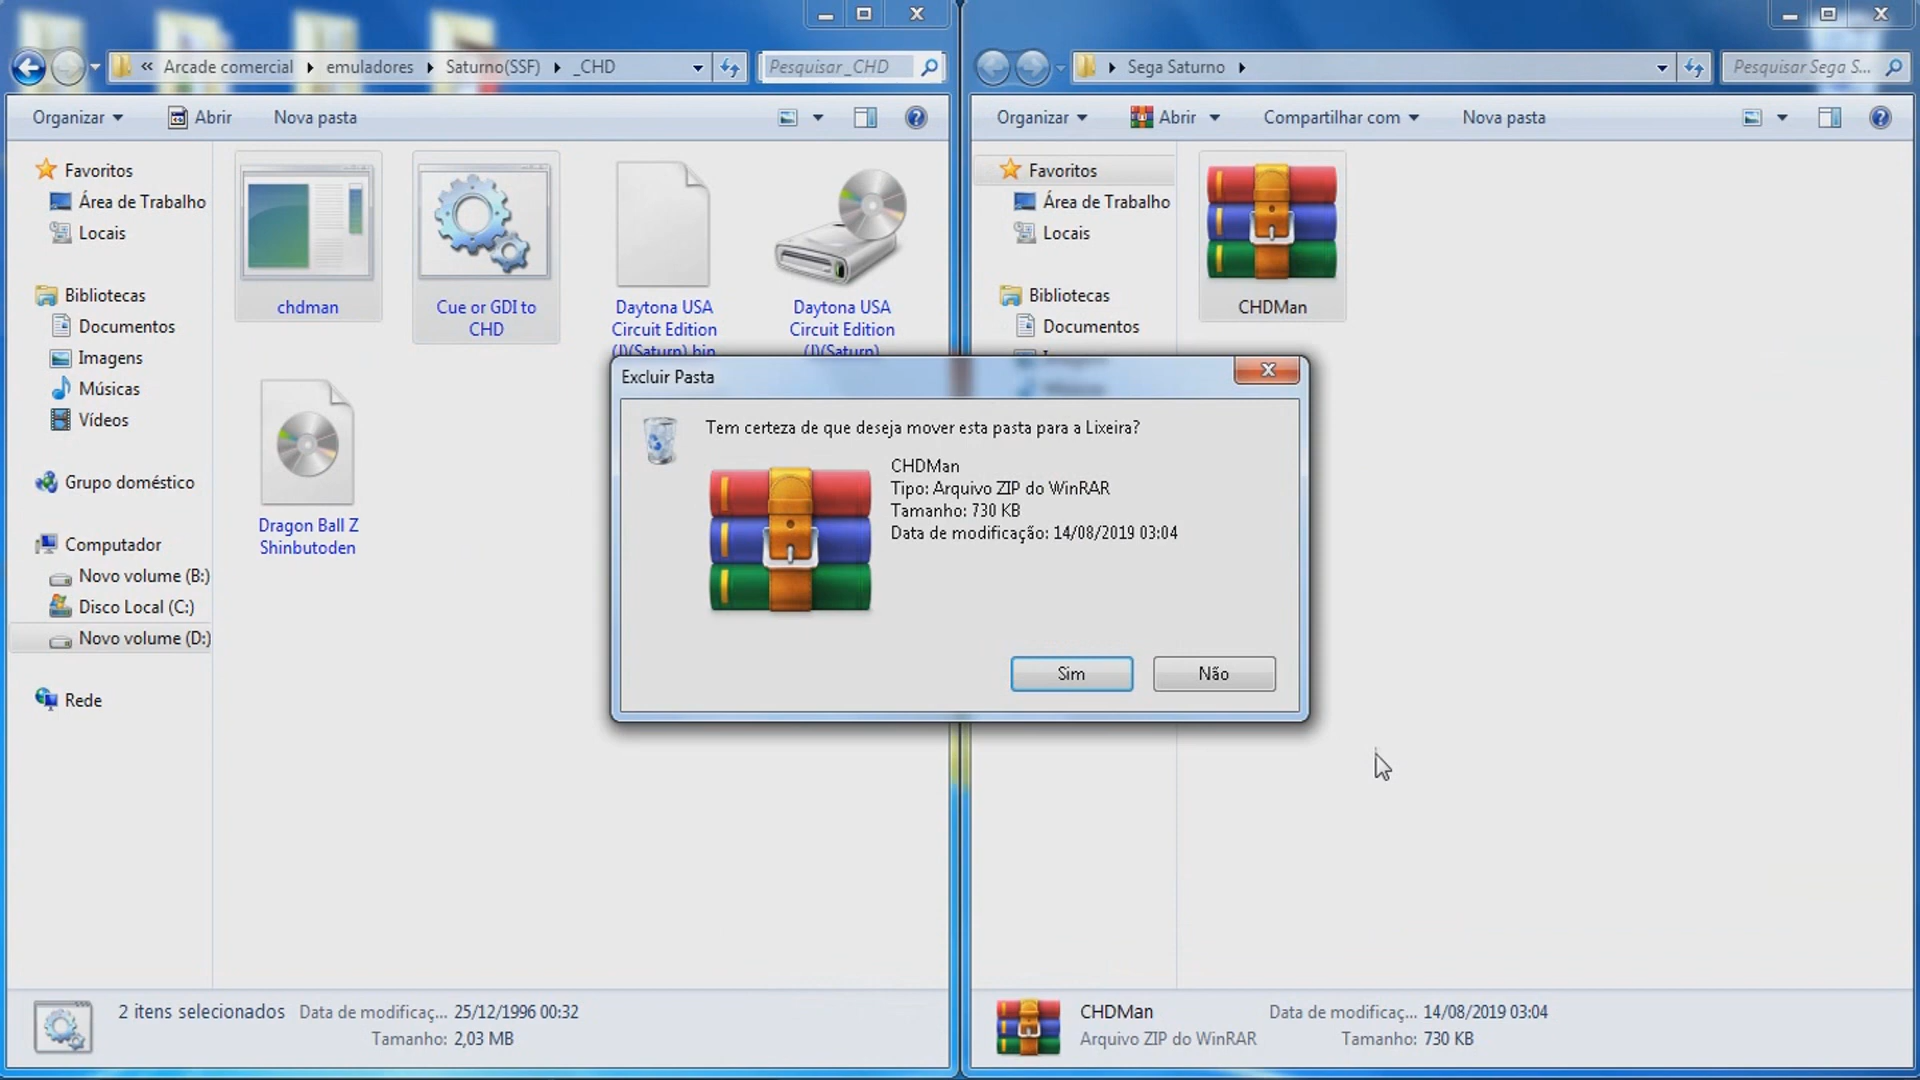 « Arcade comercial ▸ emuladores ▸ Saturno(SSF) ▸ _CHD
Pesquisar _CHD
Organizar
Abrir
Nova pasta
Favoritos
Área de Trabalho
Locais
Bibliotecas
Documentos
Imagens
Músicas
Vídeos
Grupo doméstico
Computador
Novo volume (B:)
Disco Local (C:)
Novo volume (D:)
Rede
chdman
Cue or GDI to
CHD
Daytona USA
Circuit Edition
(J)(Saturn).bin
Daytona USA
Circuit Edition
(J)(Saturn)
Dragon Ball Z
Shinbutoden
2 itens selecionados
Data de modificaç... 25/12/1996 00:32
Tamanho: 2,03 MB
▸ Sega Saturno ▸
Pesquisar Sega S...
Organizar
Abrir
Compartilhar com
Nova pasta
Favoritos
Área de Trabalho
Locais
Bibliotecas
Documentos
CHDMan
Excluir Pasta
Tem certeza de que deseja mover esta pasta para a Lixeira?
CHDMan
Tipo: Arquivo ZIP do WinRAR
Tamanho: 730 KB
Data de modificação: 14/08/2019 03:04
Sim
Não
CHDMan
Data de modificaç... 14/08/2019 03:04
Arquivo ZIP do WinRAR
Tamanho: 730 KB